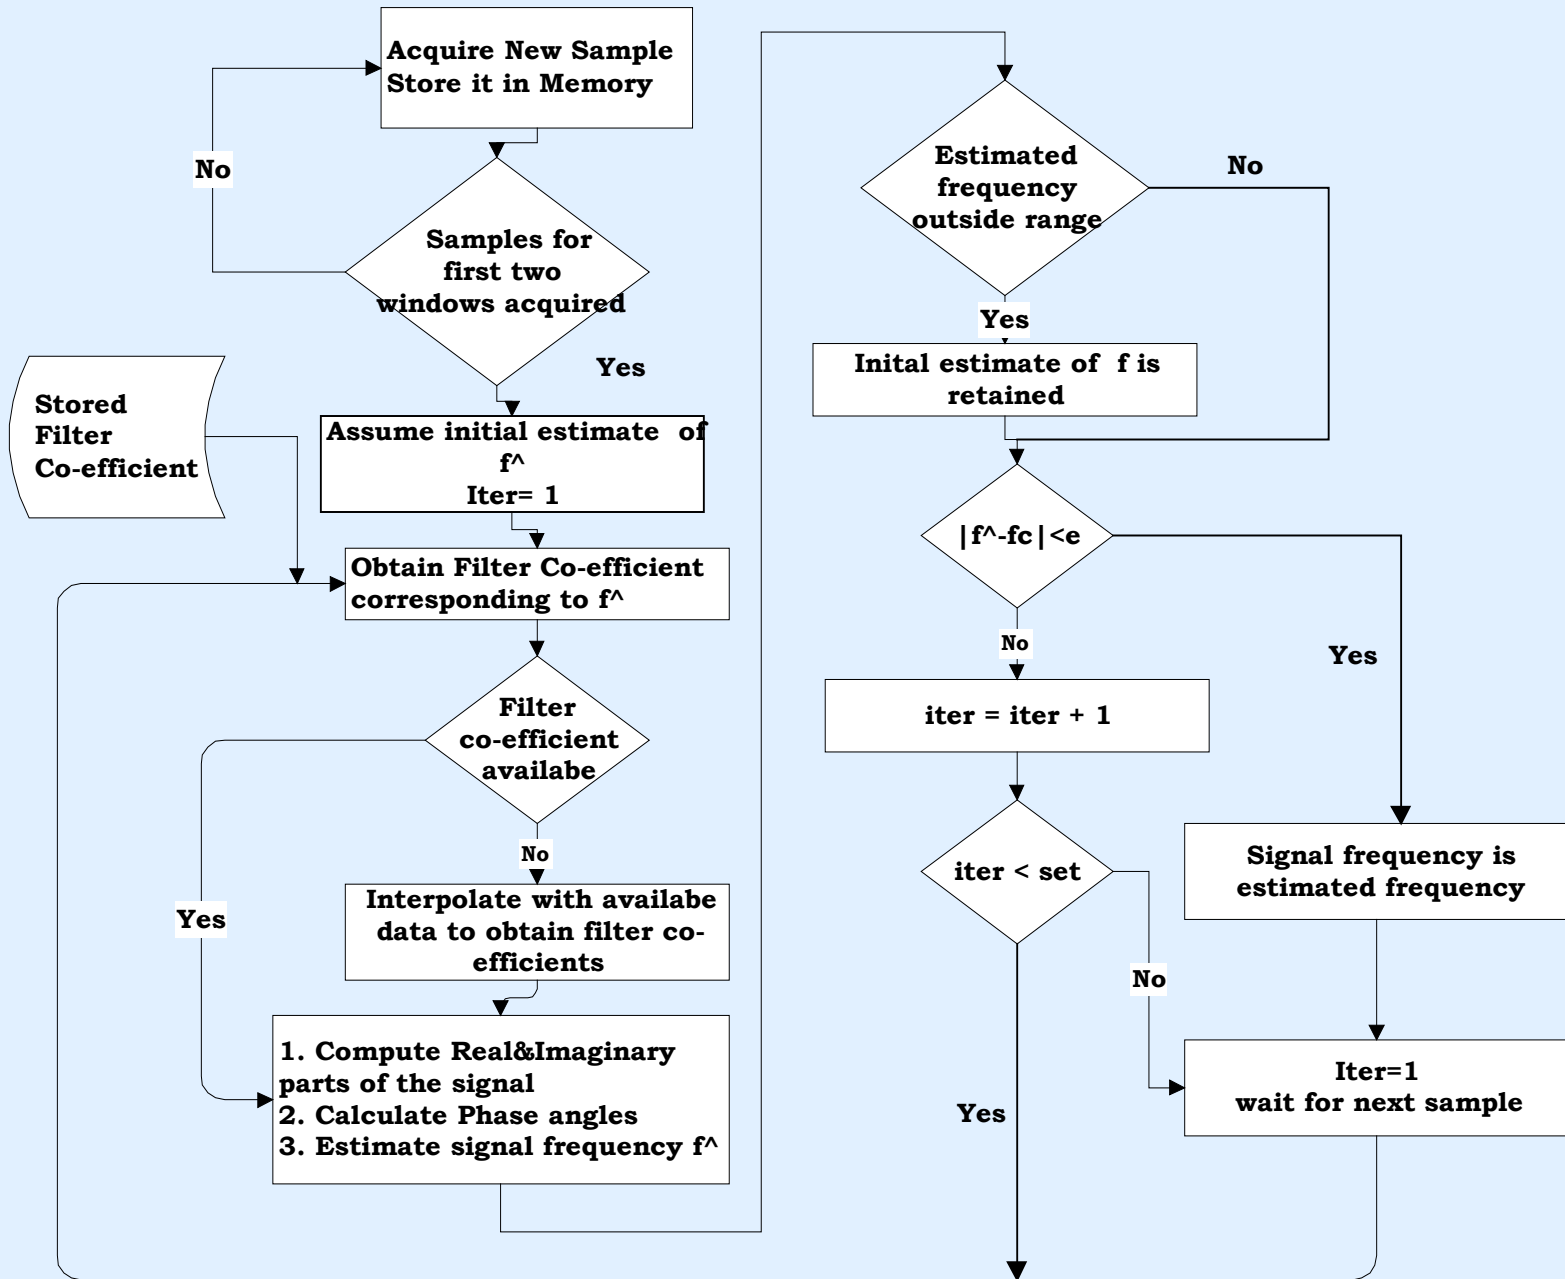 Acquire New Sample
Store it in Memory
No
Samples for
first two
windows acquired
Yes
Stored
Filter
Co-efficient
Assume initial estimate of
f^
Iter= 1
Obtain Filter Co-efficient
corresponding to f^
Filter
co-efficient
availabe
No
Yes
Interpolate with availabe
data to obtain filter co-
efficients
1. Compute Real&Imaginary
parts of the signal
2. Calculate Phase angles
3. Estimate signal frequency f^
Estimated
frequency
outside range
No
Yes
Inital estimate of f is
retained
|f^-fc|<e
No
Yes
iter = iter + 1
iter < set
Signal frequency is
estimated frequency
No
Iter=1
wait for next sample
Yes